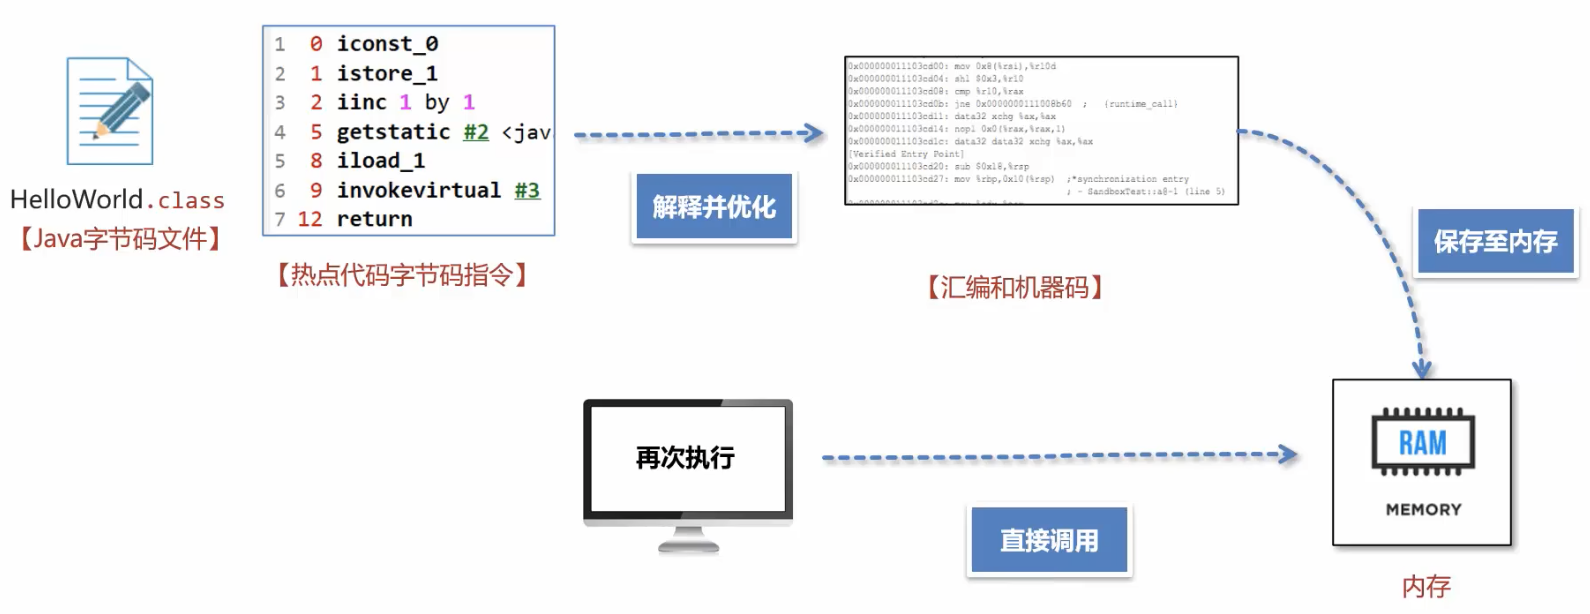 1 0 iconst_0
2 1 istore_1
3 2 iinc 1 by 1
4 5 getstatic #2 <jav
5 8 iload_1
6 9 invokevirtual #3
7 12 return
HelloWorld.class
【Java字节码文件】
【热点代码字节码指令】
解释并优化
0x000000011103cd00: mov 0x8(%rsi),%r10d
0x000000011103cd04: shl $0x3,%r10
0x000000011103cd08: cmp %r10,%rax
0x000000011103cd0b: jne 0x0000000111008b60 ; {runtime_call}
0x000000011103cd11: data32 xchg %ax,%ax
0x000000011103cd14: nopl 0x0(%rax,%rax,1)
0x000000011103cd1c: data32 data32 xchg %ax,%ax
[Verified Entry Point]
0x000000011103cd20: sub $0x18,%rsp
0x000000011103cd27: mov %rbp,0x10(%rsp) ;*synchronization entry
; - SandboxTest::a@-1 (line 5)
【汇编和机器码】
保存至内存
再次执行
直接调用
RAM
MEMORY
内存